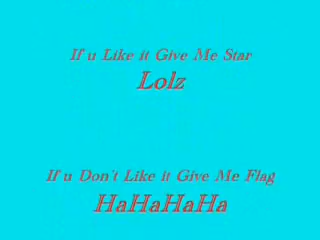 If u Like it Give Me Star
Lolz
If u Don't Like it Give Me Flag
HaHaHaHa